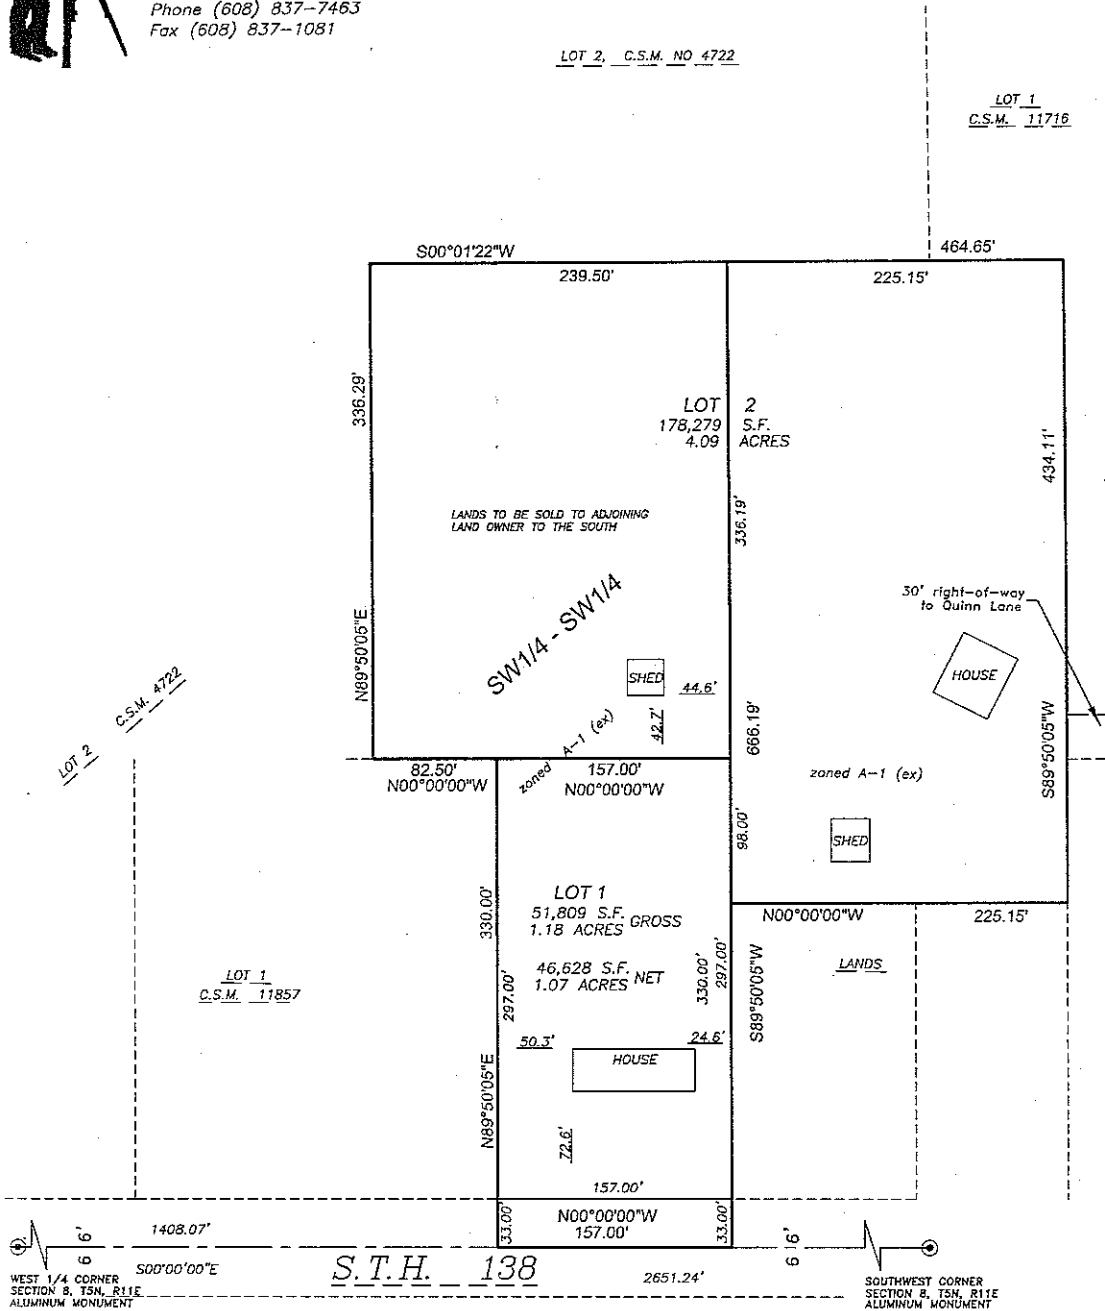 Phone (608) 837-7463
Fax (608) 837-1081
LOT 2, C.S.M. NO 4722
LOT 1
C.S.M. 11716
S00°01'22"W
464.65'
239.50'
225.15'
336.29'
LOT 2
178,279 S.F.
4.09 ACRES
434.11'
336.19'
LANDS TO BE SOLD TO ADJOINING
LAND OWNER TO THE SOUTH
30' right-of-way
to Quinn Lane
SW1/4 - SW1/4
N89°50'05"E
SHED
44.6'
42.7'
HOUSE
C.S.M. 4722
LOT 2
666.19'
S89°50'05"W
82.50'
N00°00'00"W
zoned A-1 (ex)
157.00'
N00°00'00"W
zoned A-1 (ex)
98.00'
SHED
330.00'
LOT 1
51,809 S.F.
1.18 ACRES GROSS
46,628 S.F.
1.07 ACRES NET
N00°00'00"W
225.15'
LOT 1
C.S.M. 11857
297.00'
330.00'
297.00'
S89°50'05"W
LANDS
50.3'
24.6'
HOUSE
N89°50'05"E
72.6'
157.00'
33.00'
N00°00'00"W
157.00'
33.00'
6 6'
1408.07'
6 6'
S00°00'00"E
S.T.H. 138
2651.24'
WEST 1/4 CORNER
SECTION 8, T5N, R11E
ALUMINUM MONUMENT
SOUTHWEST CORNER
SECTION 8, T5N, R11E
ALUMINUM MONUMENT